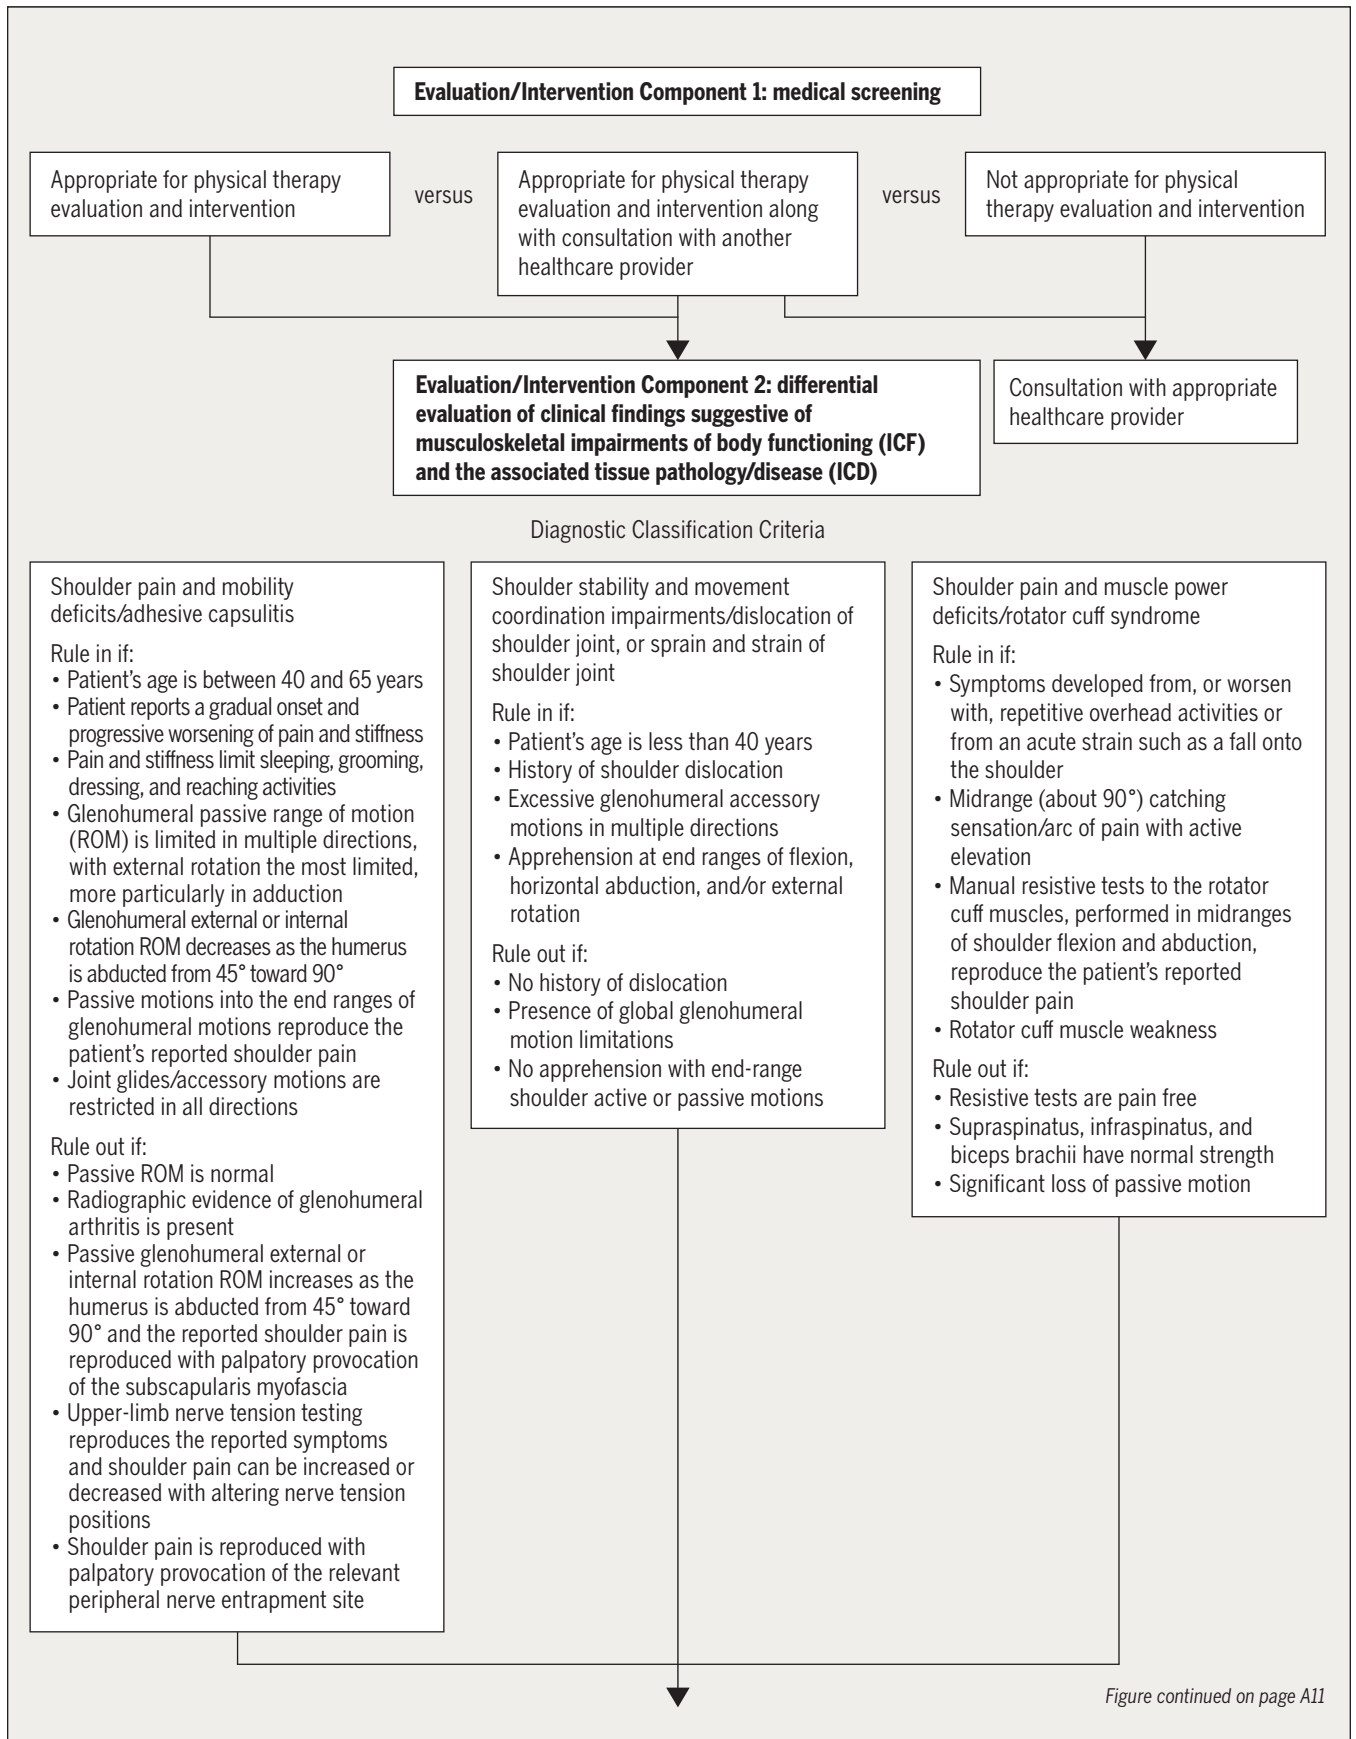 Evaluation/Intervention Component 1: medical screening
Appropriate for physical therapy
evaluation and intervention
versus
Appropriate for physical therapy
evaluation and intervention along
with consultation with another
healthcare provider
versus
Not appropriate for physical
therapy evaluation and intervention
Evaluation/Intervention Component 2: differential
evaluation of clinical findings suggestive of
musculoskeletal impairments of body functioning (ICF)
and the associated tissue pathology/disease (ICD)
Consultation with appropriate
healthcare provider
Diagnostic Classification Criteria
Shoulder pain and mobility
deficits/adhesive capsulitis
Rule in if:
• Patient's age is between 40 and 65 years
• Patient reports a gradual onset and
progressive worsening of pain and stiffness
• Pain and stiffness limit sleeping, grooming,
dressing, and reaching activities
• Glenohumeral passive range of motion
(ROM) is limited in multiple directions,
with external rotation the most limited,
more particularly in adduction
• Glenohumeral external or internal
rotation ROM decreases as the humerus
is abducted from 45° toward 90°
• Passive motions into the end ranges of
glenohumeral motions reproduce the
patient's reported shoulder pain
• Joint glides/accessory motions are
restricted in all directions
Rule out if:
• Passive ROM is normal
• Radiographic evidence of glenohumeral
arthritis is present
• Passive glenohumeral external or
internal rotation ROM increases as the
humerus is abducted from 45° toward
90° and the reported shoulder pain is
reproduced with palpatory provocation
of the subscapularis myofascia
• Upper-limb nerve tension testing
reproduces the reported symptoms
and shoulder pain can be increased or
decreased with altering nerve tension
positions
• Shoulder pain is reproduced with
palpatory provocation of the relevant
peripheral nerve entrapment site
Shoulder stability and movement
coordination impairments/dislocation of
shoulder joint, or sprain and strain of
shoulder joint
Rule in if:
• Patient's age is less than 40 years
• History of shoulder dislocation
• Excessive glenohumeral accessory
motions in multiple directions
• Apprehension at end ranges of flexion,
horizontal abduction, and/or external
rotation
Rule out if:
• No history of dislocation
• Presence of global glenohumeral
motion limitations
• No apprehension with end-range
shoulder active or passive motions
Shoulder pain and muscle power
deficits/rotator cuff syndrome
Rule in if:
• Symptoms developed from, or worsen
with, repetitive overhead activities or
from an acute strain such as a fall onto
the shoulder
• Midrange (about 90°) catching
sensation/arc of pain with active
elevation
• Manual resistive tests to the rotator
cuff muscles, performed in midranges
of shoulder flexion and abduction,
reproduce the patient's reported
shoulder pain
• Rotator cuff muscle weakness
Rule out if:
• Resistive tests are pain free
• Supraspinatus, infraspinatus, and
biceps brachii have normal strength
• Significant loss of passive motion
Figure continued on page A11